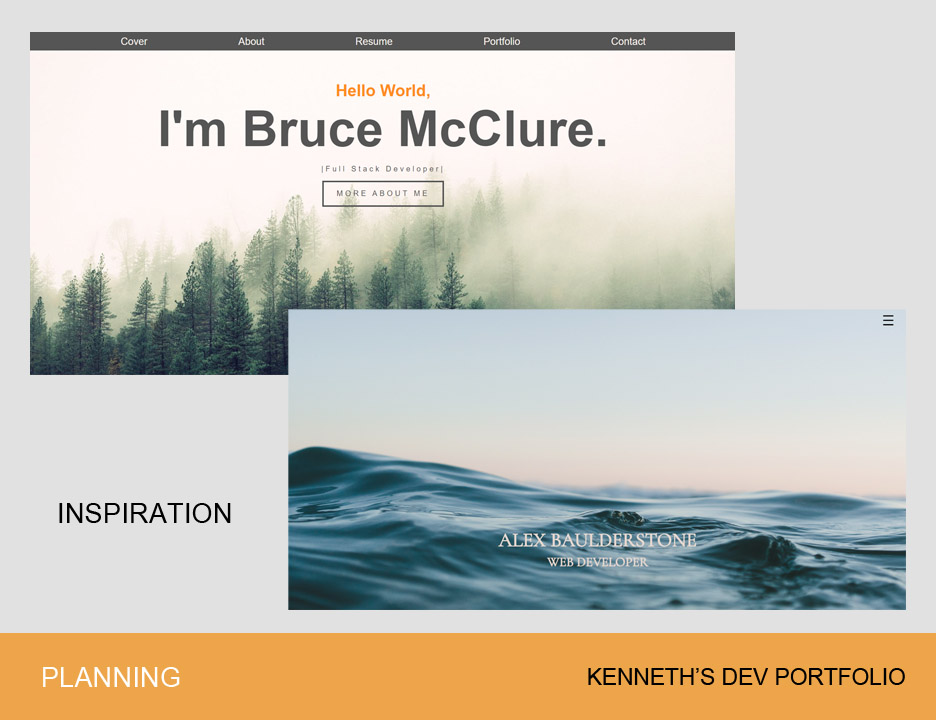 Cover About Resume Portfolio Contact
Hello World,
I'm Bruce McClure.
|Full Stack Developer|
MORE ABOUT ME
ALEX BAULDERSTONE
WEB DEVELOPER
INSPIRATION
PLANNING
KENNETH’S DEV PORTFOLIO